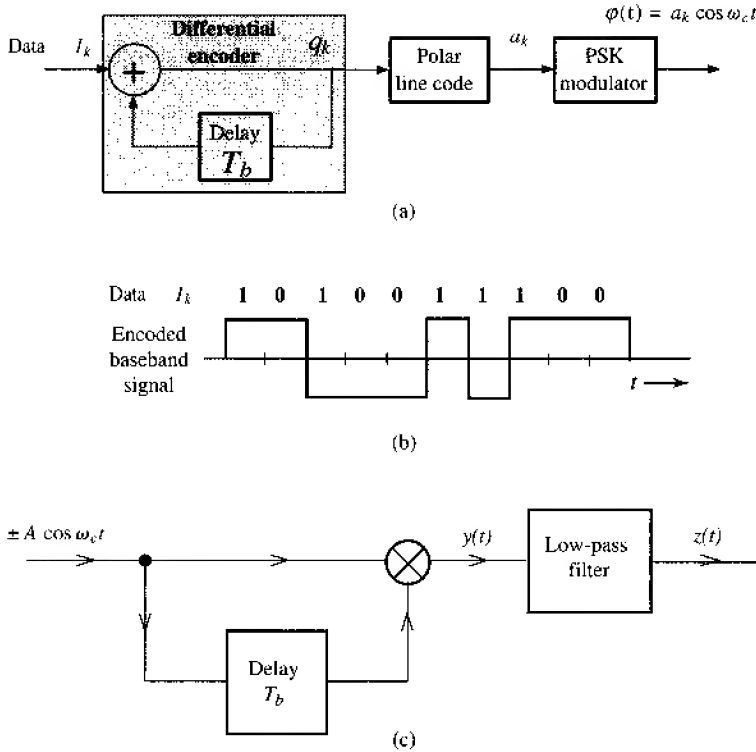 φ(t) = a_k cos ω_c t
Data I_k
Differential
encoder
q_k
+
Delay
T_b
Polar
line code
a_k
PSK
modulator
(a)
Data I_k 1 0 1 0 0 1 1 1 0 0
Encoded
baseband
signal
t
(b)
± A cos ω_c t
y(t)
Low-pass
filter
z(t)
Delay
T_b
(c)